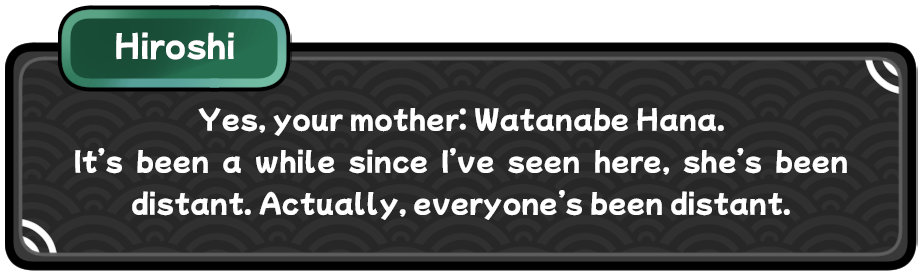 Hiroshi
Yes, your mother: Watanabe Hana.
It's been a while since I've seen here, she's been
distant. Actually, everyone's been distant.